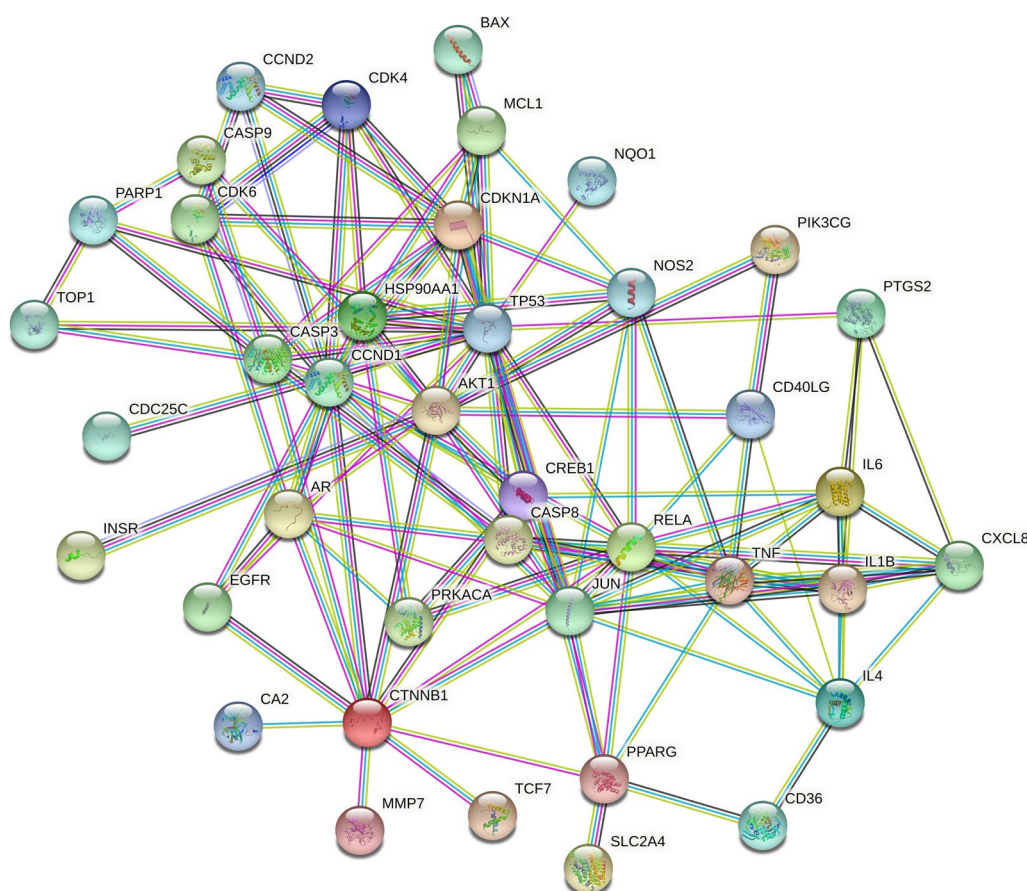 BAX
CCND2
CDK4
MCL1
CASP9
NQO1
PARP1
CDK6
CDKN1A
PIK3CG
NOS2
HSP90AA1
PTGS2
TOP1
TP53
CASP3
CCND1
AKT1
CD40LG
CDC25C
IL6
CREB1
AR
CASP8
RELA
INSR
CXCL8
TNF
IL1B
EGFR
JUN
PRKACA
IL4
CTNNB1
CA2
PPARG
TCF7
CD36
MMP7
SLC2A4